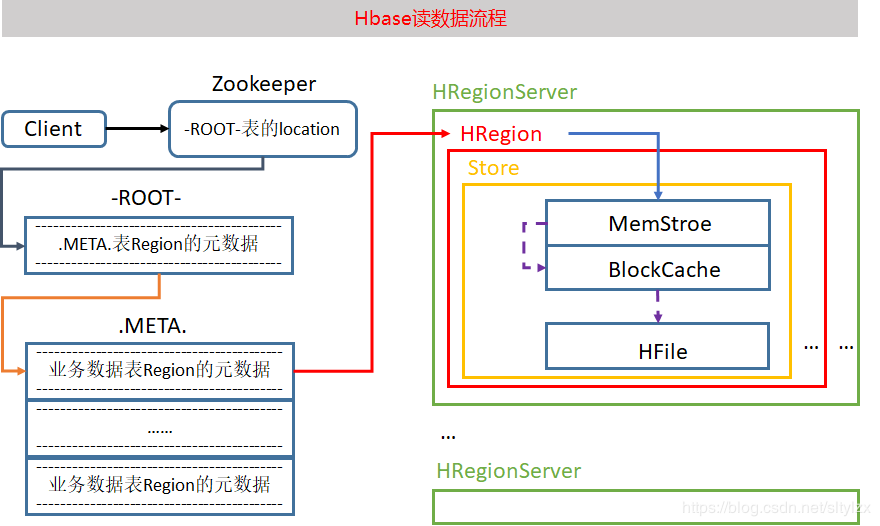 Hbase读数据流程
Zookeeper
Client
-ROOT-表的location
-ROOT-
.META.表Region的元数据
.META.
业务数据表Region的元数据
......
业务数据表Region的元数据
HRegionServer
HRegion
Store
MemStroe
BlockCache
HFile
...
...
...
HRegionServer
https://blog.csdn.net/sltylzx